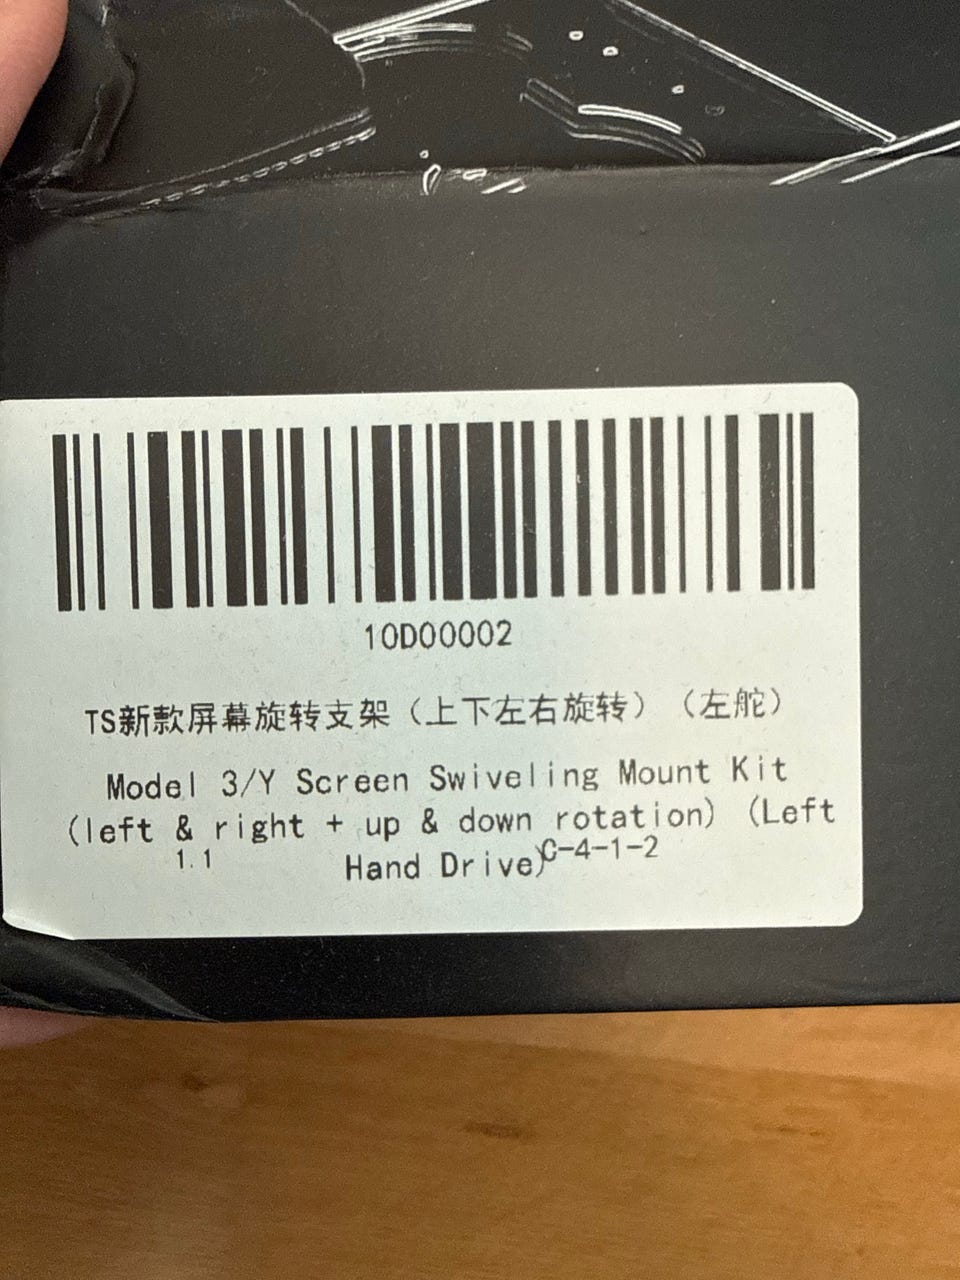 10D00002
TS新款屏幕旋转支架（上下左右旋转）（左舵）
Model 3/Y Screen Swiveling Mount Kit
(left & right + up & down rotation) (Left
Hand Drive)
1.1
C-4-1-2